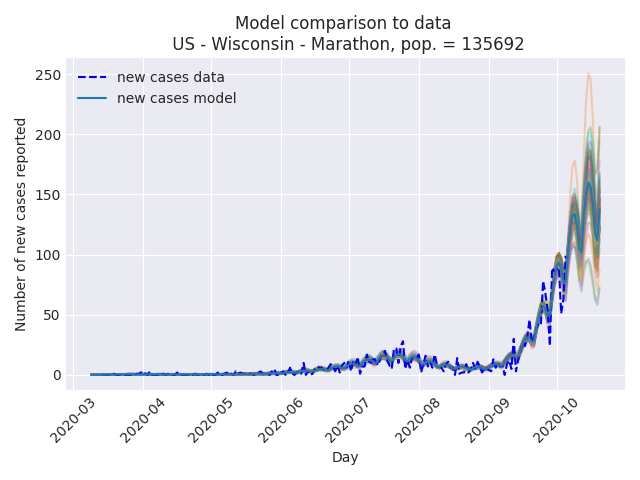 Model comparison to data
US - Wisconsin - Marathon, pop. = 135692
new cases data
new cases model
Number of new cases reported
250
200
150
100
50
0
2020-03
2020-04
2020-05
2020-06
2020-07
2020-08
2020-09
2020-10
Day